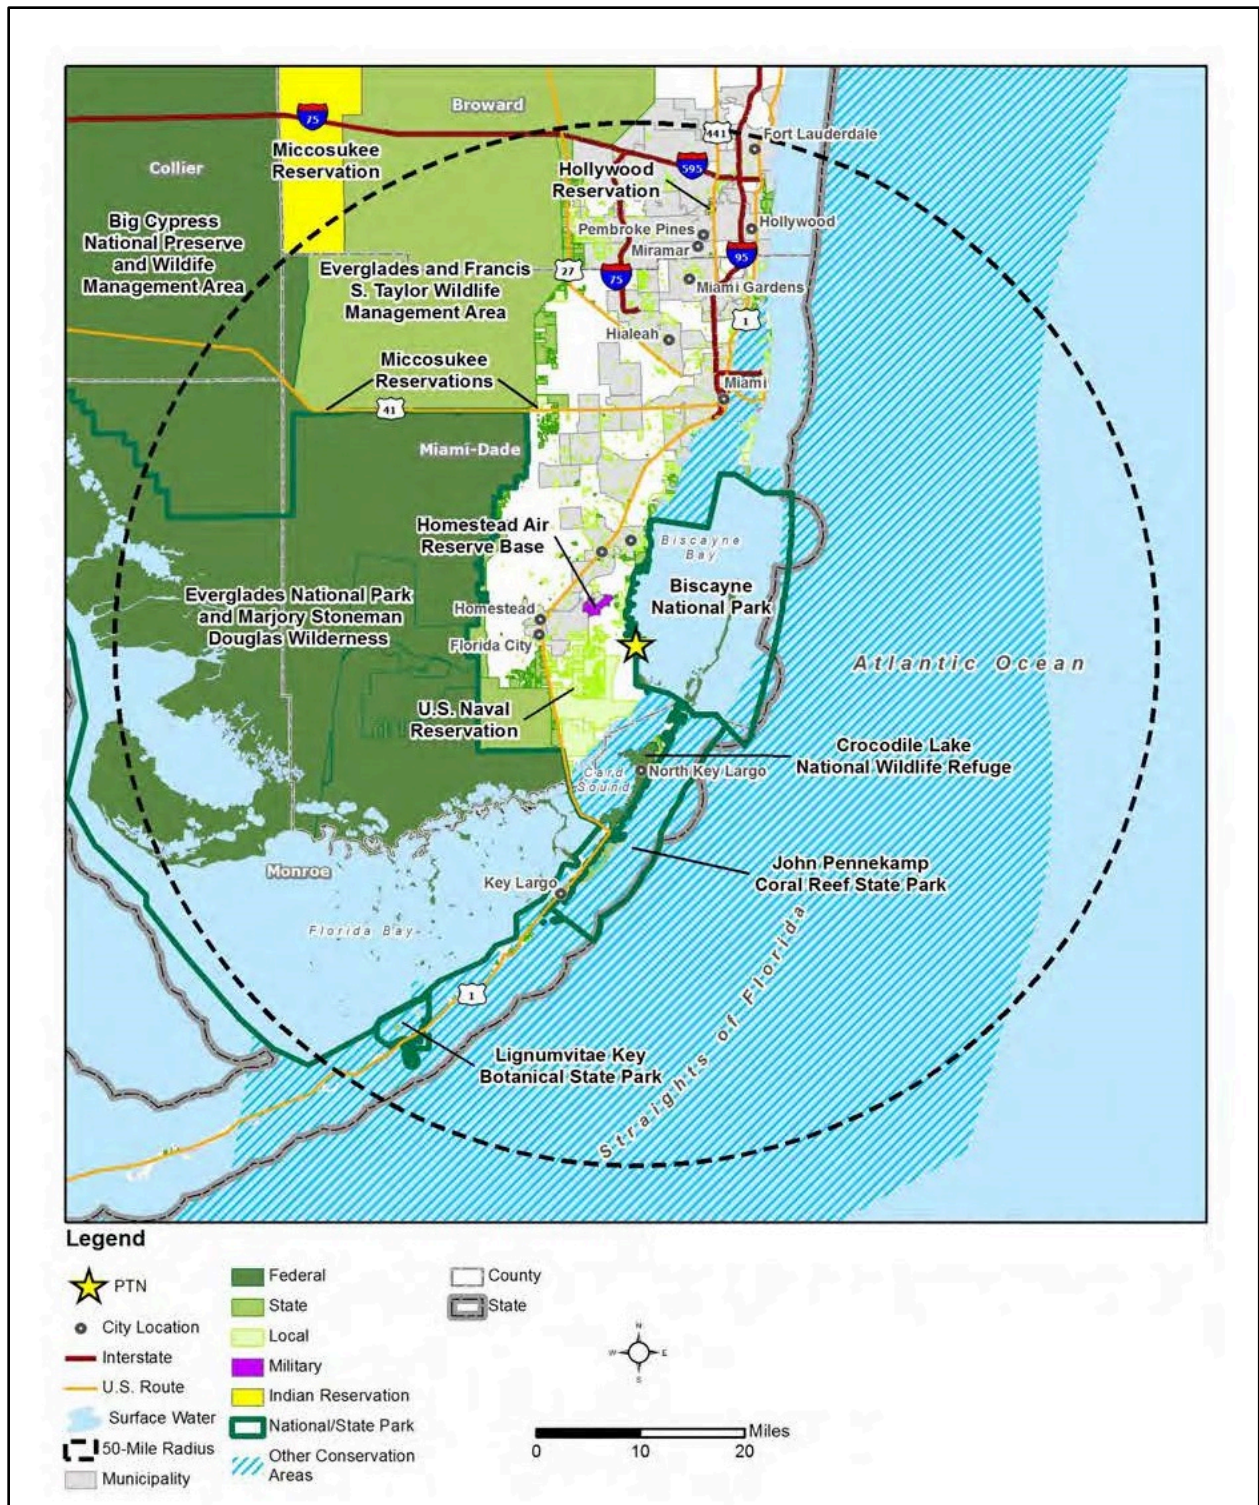 Broward
75
Miccosukee
Reservation
441
Fort Lauderdale
Collier
595
Hollywood
Reservation
Big Cypress
National Preserve
and Wildlife
Management Area
Pembroke Pines
Hollywood
Miramar
95
Everglades and Francis
S. Taylor Wildlife
Management Area
27
75
Miami Gardens
1
Hialeah
Miccosukee
Reservations
Miami
41
Miami-Dade
Homestead Air
Reserve Base
Biscayne
Bay
Biscayne
National Park
Everglades National Park
and Marjory Stoneman
Douglas Wilderness
Homestead
Florida City
Atlantic Ocean
U.S. Naval
Reservation
Crocodile Lake
National Wildlife Refuge
Card
Sound
North Key Largo
John Pennekamp
Coral Reef State Park
Monroe
Key Largo
Florida Bay
1
Straights of Florida
Lignumvitae Key
Botanical State Park
Legend
PTN
City Location
Interstate
U.S. Route
Surface Water
50-Mile Radius
Municipality
Federal
State
Local
Military
Indian Reservation
National/State Park
Other Conservation
Areas
County
State
N
W
E
S
Miles
0
10
20